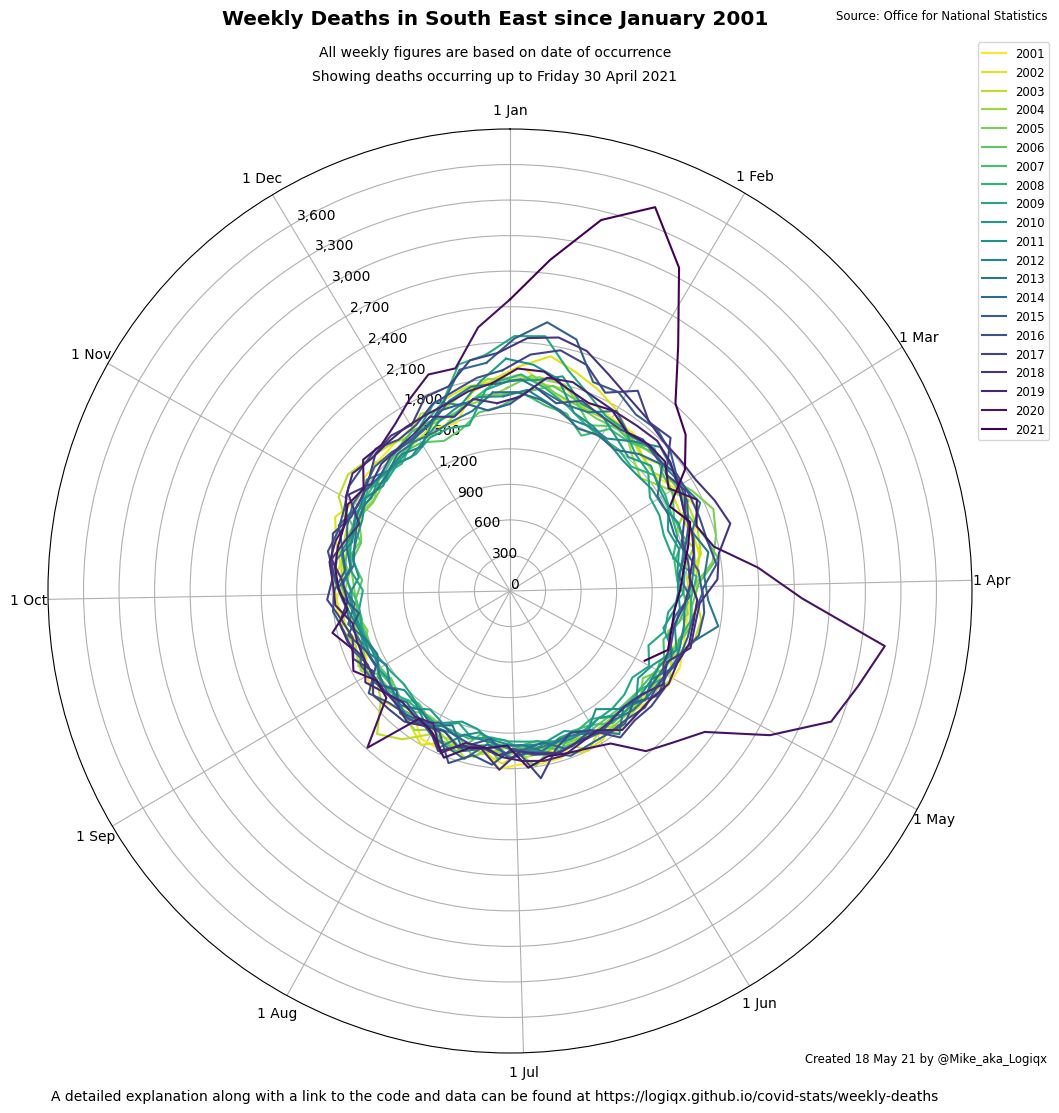 Weekly Deaths in South East since January 2001
Source: Office for National Statistics
All weekly figures are based on date of occurrence
Showing deaths occurring up to Friday 30 April 2021
2001
2002
2003
2004
2005
2006
2007
2008
2009
2010
2011
2012
2013
2014
2015
2016
2017
2018
2019
2020
2021
1 Jan
1 Feb
1 Mar
1 Apr
1 May
1 Jun
1 Jul
1 Aug
1 Sep
1 Oct
1 Nov
1 Dec
3,600
3,300
3,000
2,700
2,400
2,100
1,800
1,200
900
600
300
0
Created 18 May 21 by @Mike_aka_Logiqx
A detailed explanation along with a link to the code and data can be found at https://logiqx.github.io/covid-stats/weekly-deaths